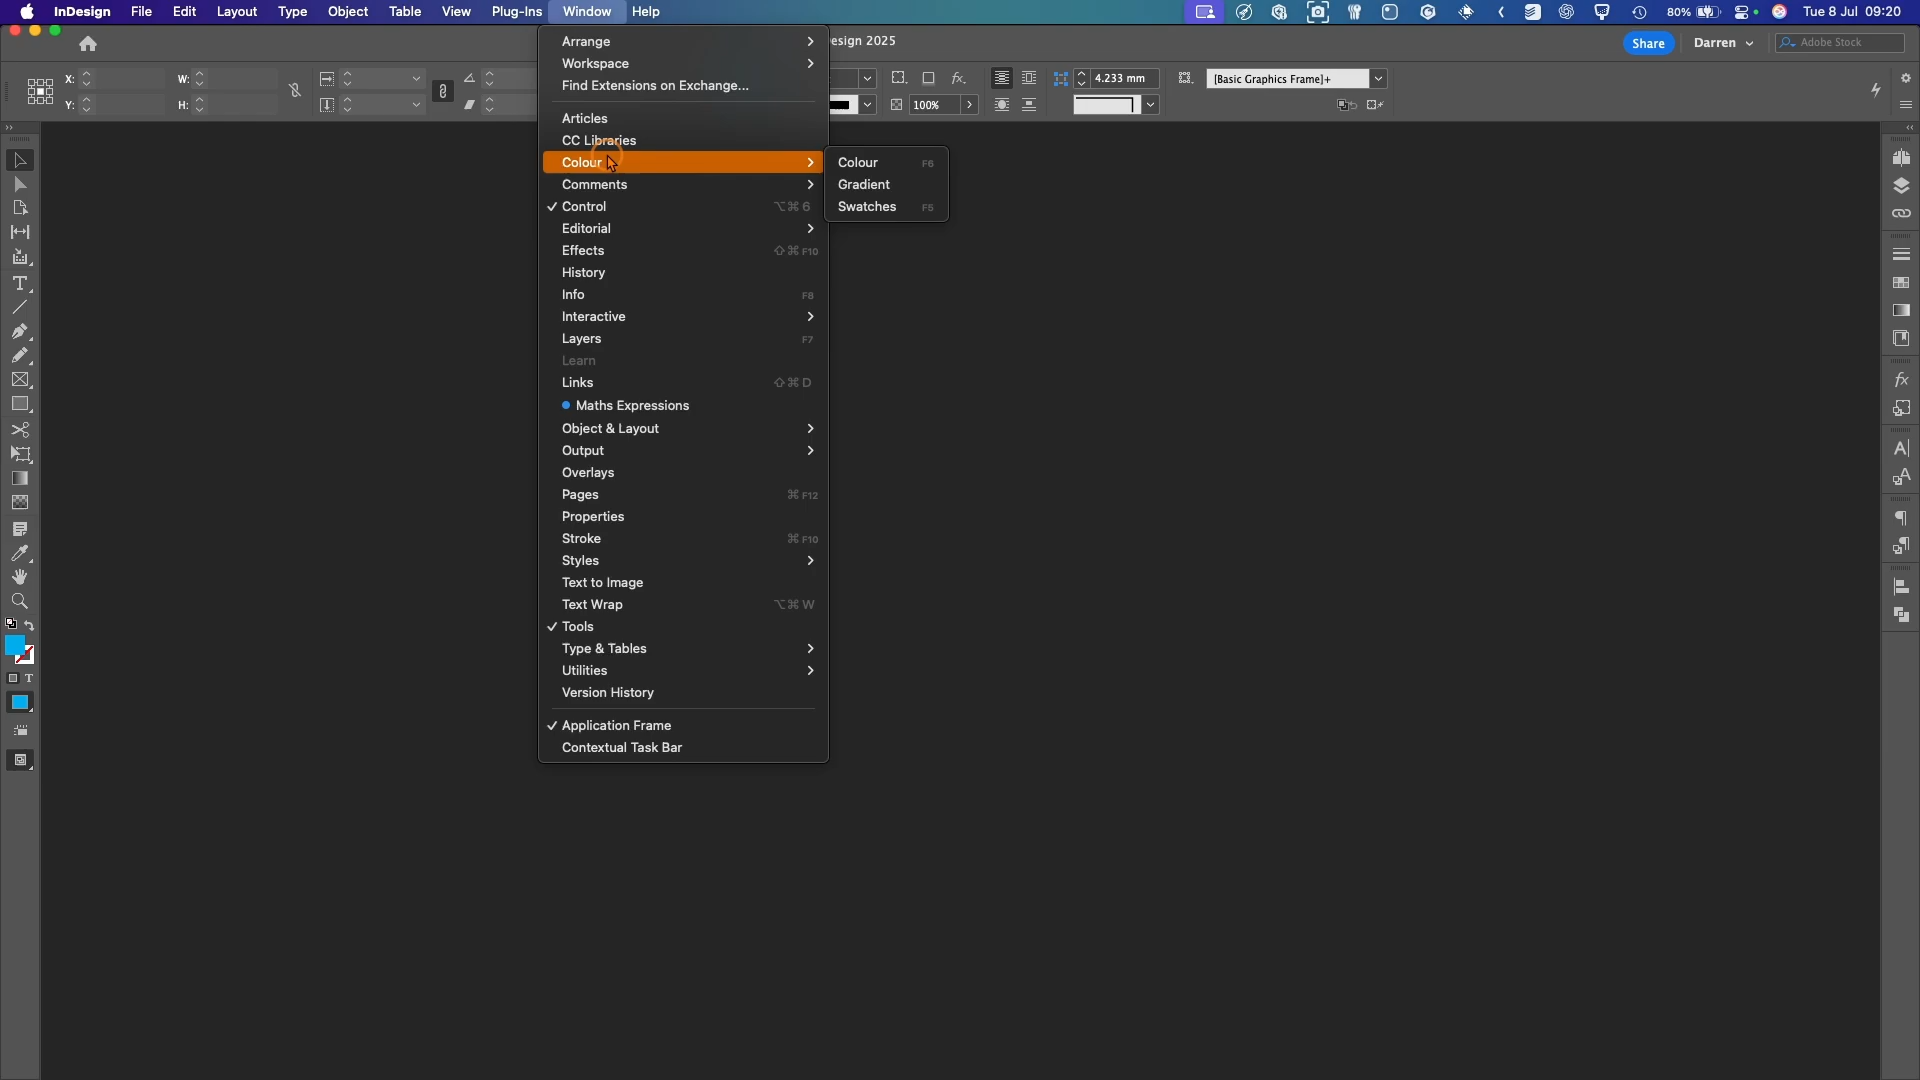 InDesign File Edit Layout Type Object Table View Plug-Ins Window Help 80% Tue 8 Jul 09:20
esign 2025 Share Darren Adobe Stock
X: W: 4.233 mm [Basic Graphics Frame]+
Y: H: 100%
Arrange
Workspace
Find Extensions on Exchange...
Articles
CC Libraries
Colour
Comments
Control ⌥⌘6
Editorial
Effects ⇧⌘F10
History
Info F8
Interactive
Layers F7
Learn
Links ⇧⌘D
Maths Expressions
Object & Layout
Output
Overlays
Pages ⌘F12
Properties
Stroke ⌘F10
Styles
Text to Image
Text Wrap ⌥⌘W
Tools
Type & Tables
Utilities
Version History
Application Frame
Contextual Task Bar
Colour F6
Gradient
Swatches F5